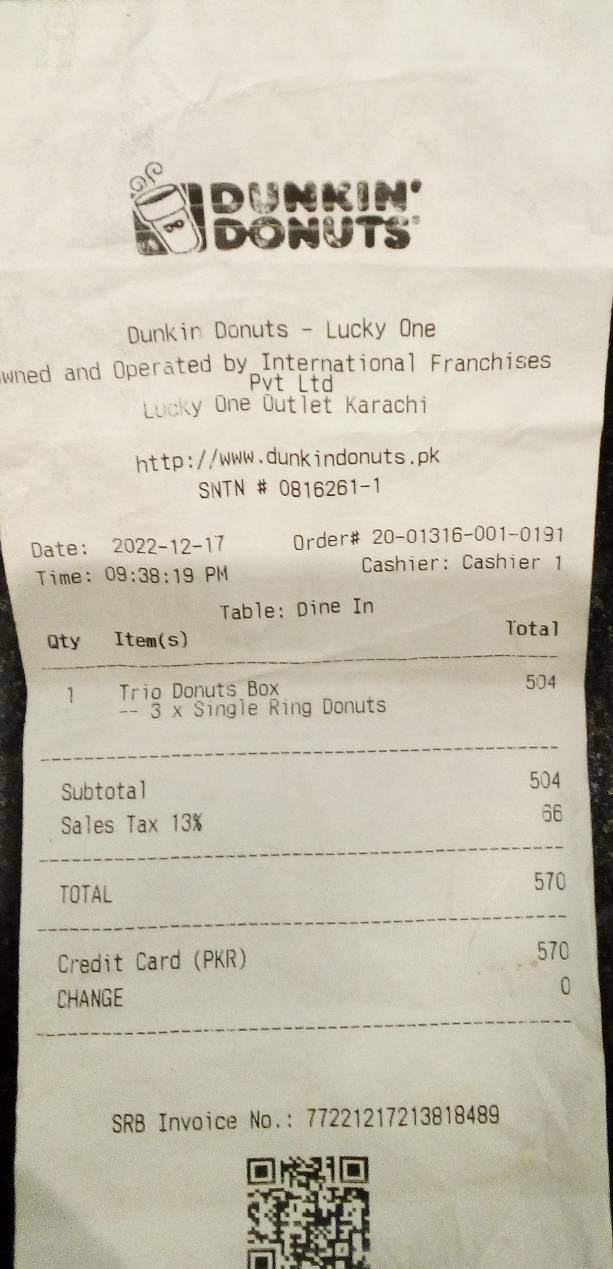 DUNKIN'
DONUTS
Dunkin Donuts - Lucky One
wned and Operated by International Franchises
Pvt Ltd
Lucky One Outlet Karachi
http://www.dunkindonuts.pk
SNTN # 0816261-1
Date: 2022-12-17 Order# 20-01316-001-0191
Time: 09:38:19 PM Cashier: Cashier 1
Table: Dine In
Qty Item(s) Total
1 Trio Donuts Box 504
-- 3 x Single Ring Donuts
Subtotal 504
Sales Tax 13% 66
TOTAL 570
Credit Card (PKR) 570
CHANGE 0
SRB Invoice No.: 77221217213818489